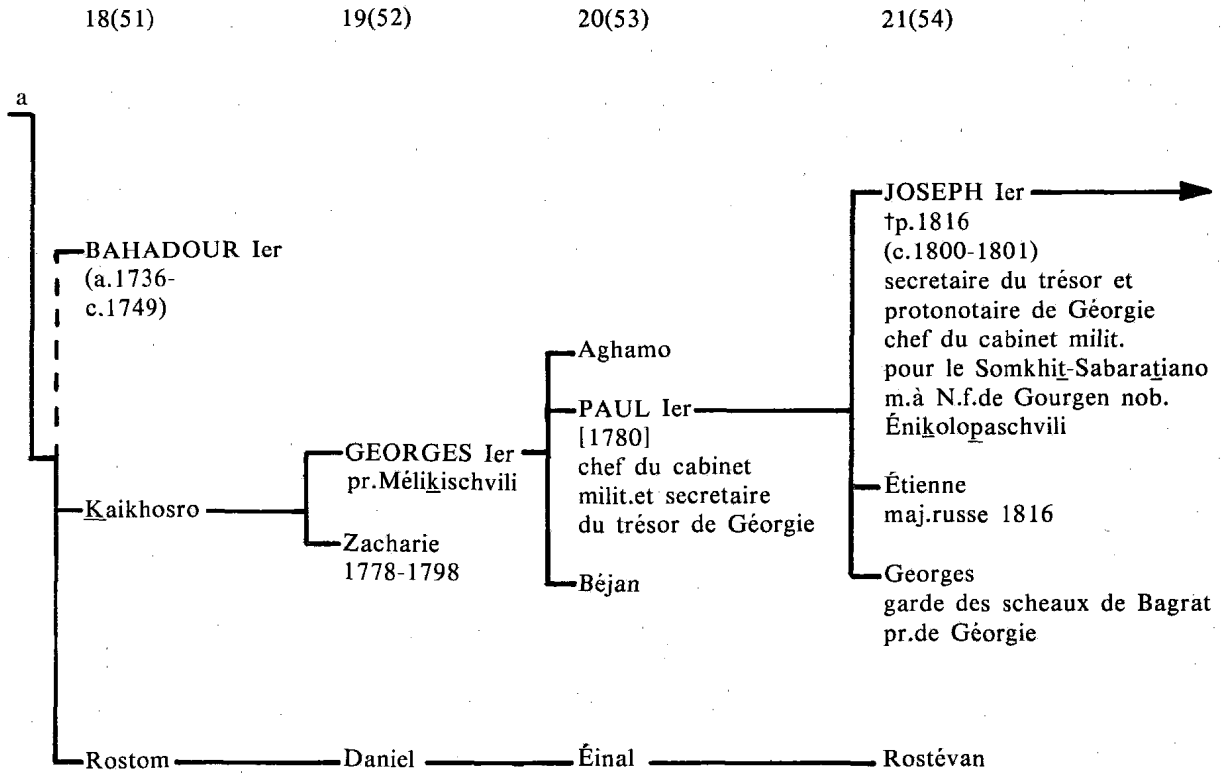 18(51) 19(52) 20(53) 21(54)
a
BAHADOUR Ier
(a.1736-
c.1749)
Kaikhosro
Rostom
GEORGES Ier
pr.Mélikischvili
Zacharie
1778-1798
Daniel
Aghamo
PAUL Ier
[1780]
chef du cabinet
milit.et secretaire
du trésor de Géorgie
Béjan
Éinal
JOSEPH Ier
†p.1816
(c.1800-1801)
secretaire du trésor et
protonotaire de Géorgie
chef du cabinet milit.
pour le Somkhit-Sabaratiano
m.à N.f.de Gourgen nob.
Énikolopaschvili
Étienne
maj.russe 1816
Georges
garde des scheaux de Bagrat
pr.de Géorgie
Rostévan